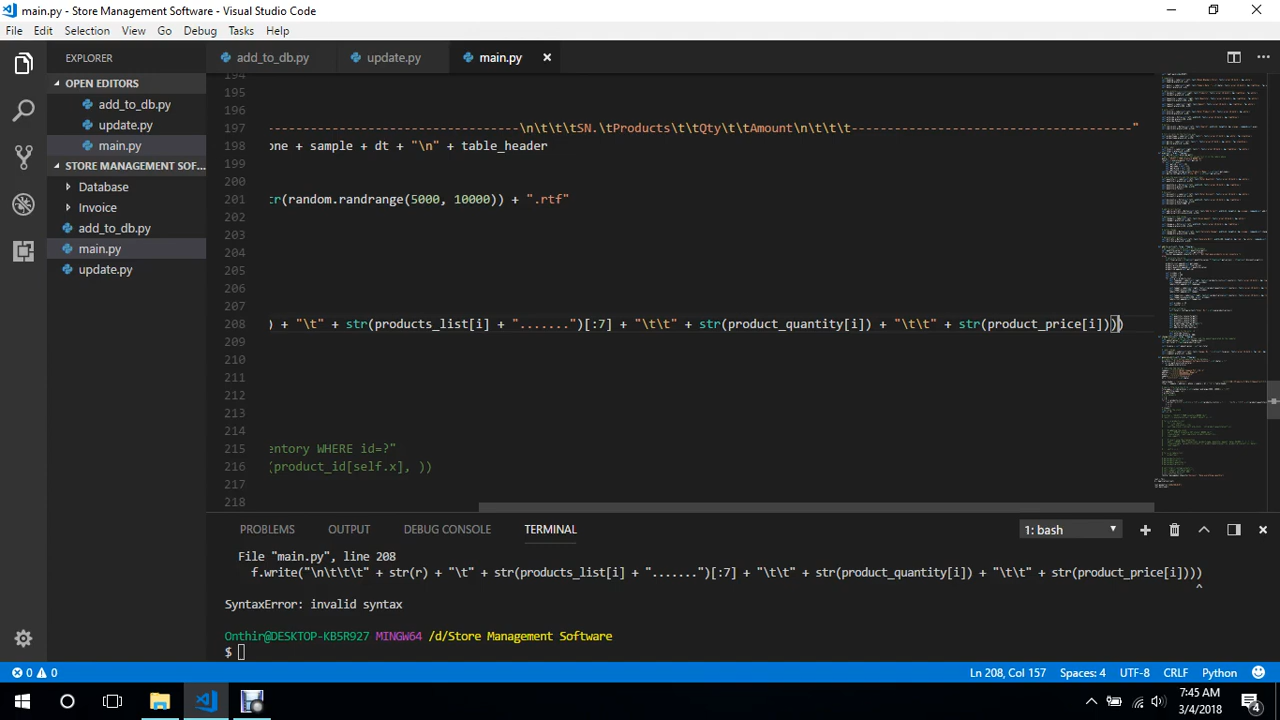 main.py - Store Management Software - Visual Studio Code
File Edit Selection View Go Debug Tasks Help
EXPLORER
OPEN EDITORS
add_to_db.py
update.py
main.py
STORE MANAGEMENT SOF...
Database
Invoice
add_to_db.py
main.py
update.py
add_to_db.py update.py main.py
194
195
196
197 ---------------------------------------------------\n\t\t\tSN.\tProducts\t\tQty\t\tAmount\n\t\t\t---------------------------------------------------"
198 one + sample + dt + "\n" + table_header
199
200
201 tr(random.randrange(5000, 10000)) + ".rtf"
202
203
204
205
206
207
208 ) + "\t" + str(products_list[i] + ".......")[:7] + "\t\t" + str(product_quantity[i]) + "\t\t" + str(product_price[i])))
209
210
211
212
213
214
215 entory WHERE id=?"
216 (product_id[self.x], ))
217
218
PROBLEMS OUTPUT DEBUG CONSOLE TERMINAL 1: bash
File "main.py", line 208
f.write("\n\t\t\t" + str(r) + "\t" + str(products_list[i] + ".......")[:7] + "\t\t" + str(product_quantity[i]) + "\t\t" + str(product_price[i])))
^
SyntaxError: invalid syntax
Onthir@DESKTOP-KB5R927 MINGW64 /d/Store Management Software
$
0 0 Ln 208, Col 157 Spaces: 4 UTF-8 CRLF Python
7:45 AM
3/4/2018
4